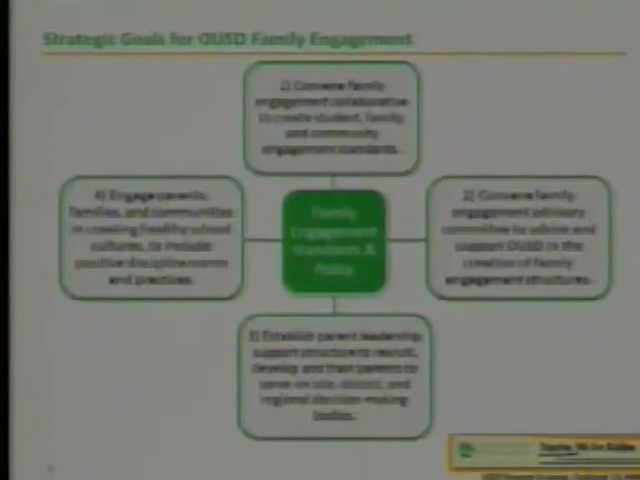 Strategic Goals for OUSD Family Engagement
1) Convene family
engagement collaborative
to create student, family,
and community
engagement standards.
4) Engage parents,
families, and communities
in creating healthy school
cultures, to include
positive discipline norms
and practices.
Family
Engagement
Standards &
Policy
2) Convene family
engagement advisory
committee to advise and
support OUSD in the
creation of family
engagement structures.
3) Establish parent leadership
support structure to recruit,
develop and train parents to
serve on site, district, and
regional decision-making
bodies.